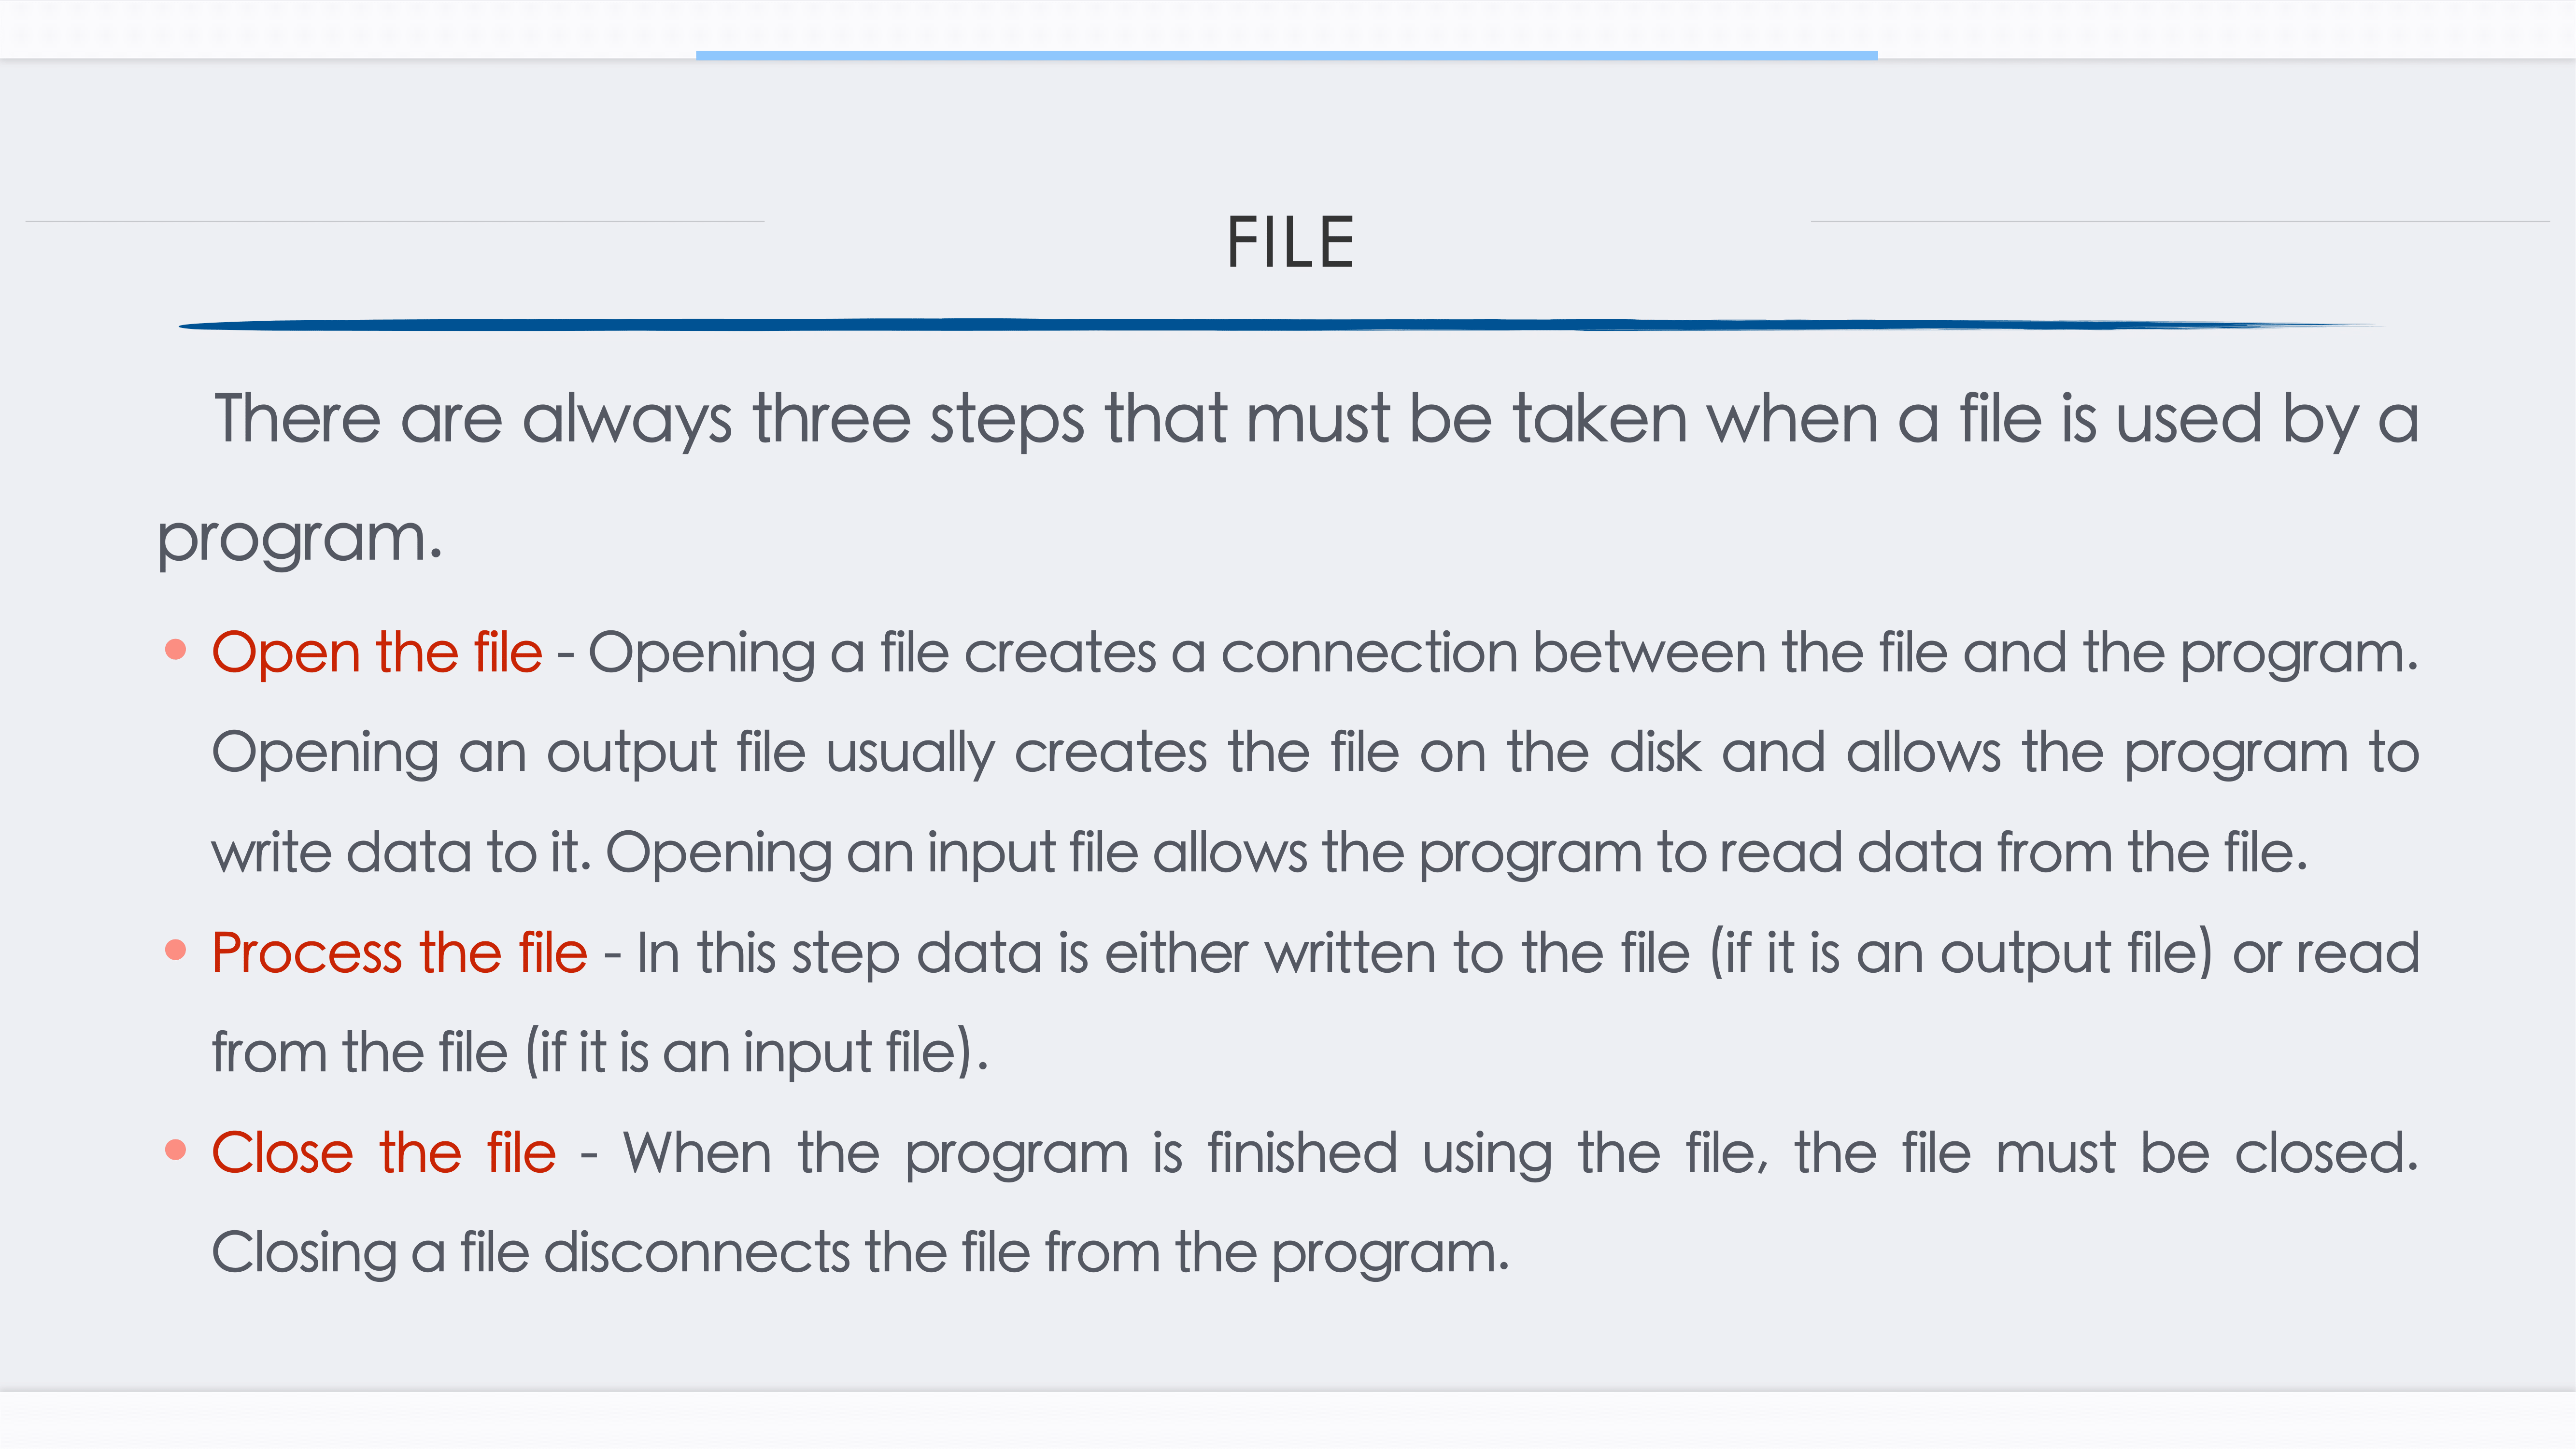 FILE
There are always three steps that must be taken when a file is used by a
program.
• Open the file - Opening a file creates a connection between the file and the program.
Opening an output file usually creates the file on the disk and allows the program to
write data to it. Opening an input file allows the program to read data from the file.
• Process the file - In this step data is either written to the file (if it is an output file) or read
from the file (if it is an input file).
• Close the file - When the program is finished using the file, the file must be closed.
Closing a file disconnects the file from the program.